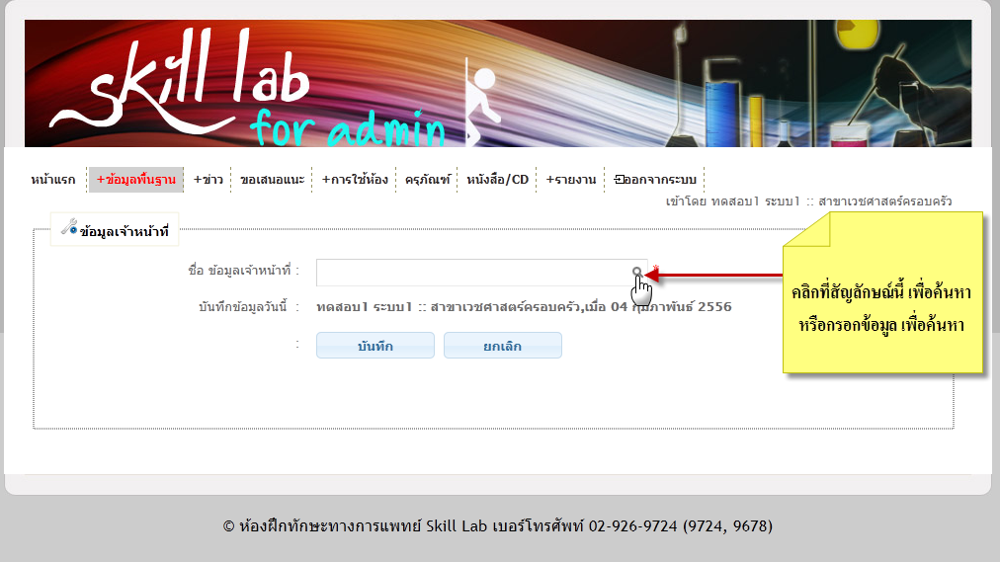 skill lab
for admin
หน้าแรก +ข้อมูลพื้นฐาน +ข่าว ขอเสนอแนะ +การใช้ห้อง ครุภัณฑ์ หนังสือ/CD +รายงาน ออกจากระบบ
เข้าโดย ทดสอบ1 ระบบ1 :: สาขาเวชศาสตร์ครอบครัว
ข้อมูลเจ้าหน้าที่
ชื่อ ข้อมูลเจ้าหน้าที่ : *
คลิกที่สัญลักษณ์นี้ เพื่อค้นหา
หรือกรอกข้อมูล เพื่อค้นหา
บันทึกข้อมูลวันนี้ : ทดสอบ1 ระบบ1 :: สาขาเวชศาสตร์ครอบครัว,เมื่อ 04 กุมภาพันธ์ 2556
: บันทึก ยกเลิก
© ห้องฝึกทักษะทางการแพทย์ Skill Lab เบอร์โทรศัพท์ 02-926-9724 (9724, 9678)